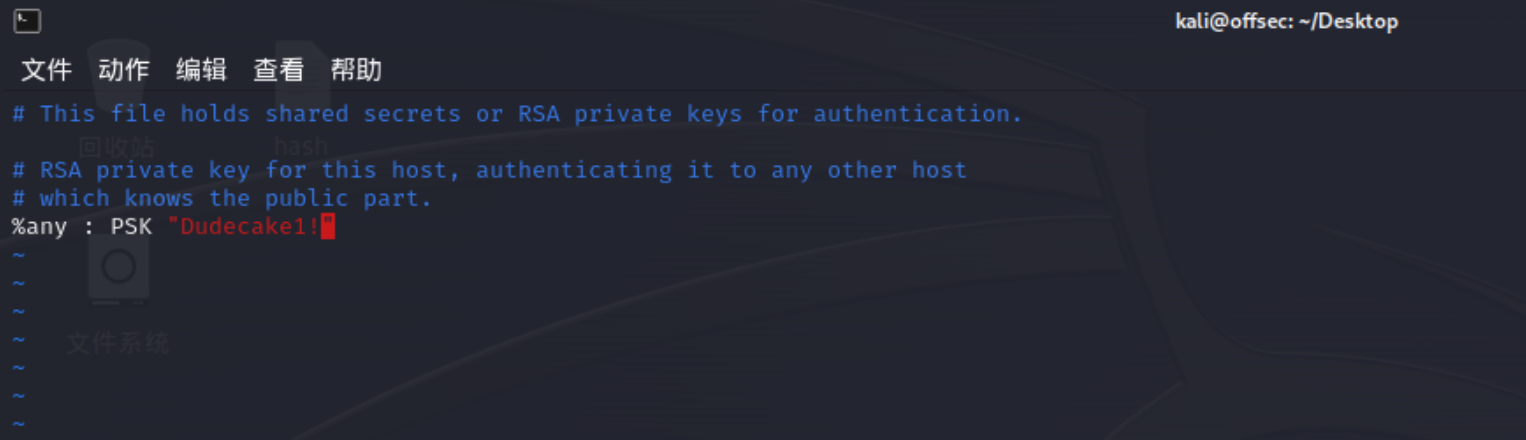 kali@offsec: ~/Desktop
文件 动作 编辑 查看 帮助
# This file holds shared secrets or RSA private keys for authentication.
回收站 hash
# RSA private key for this host, authenticating it to any other host
# which knows the public part.
%any : PSK "Dudecake1!"
~
~
~
文件系统
~
~
~
~